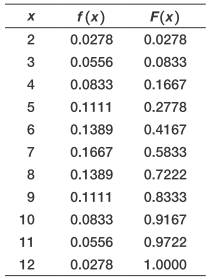 x f(x) F(x)
2 0.0278 0.0278
3 0.0556 0.0833
4 0.0833 0.1667
5 0.1111 0.2778
6 0.1389 0.4167
7 0.1667 0.5833
8 0.1389 0.7222
9 0.1111 0.8333
10 0.0833 0.9167
11 0.0556 0.9722
12 0.0278 1.0000